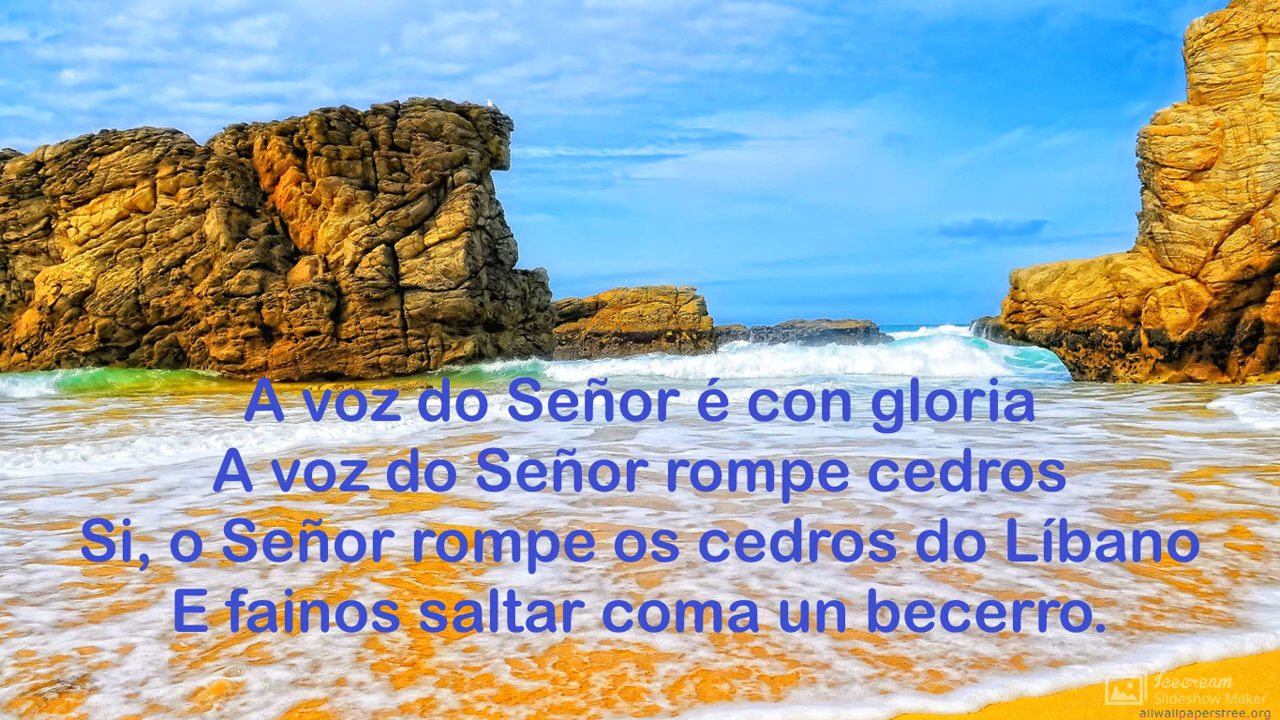 A voz do Señor é con gloria
A voz do Señor rompe cedros
Si, o Señor rompe os cedros do Líbano
E fainos saltar coma un becerro.
Icecream
Slideshow Maker
allwallpaperstree.org